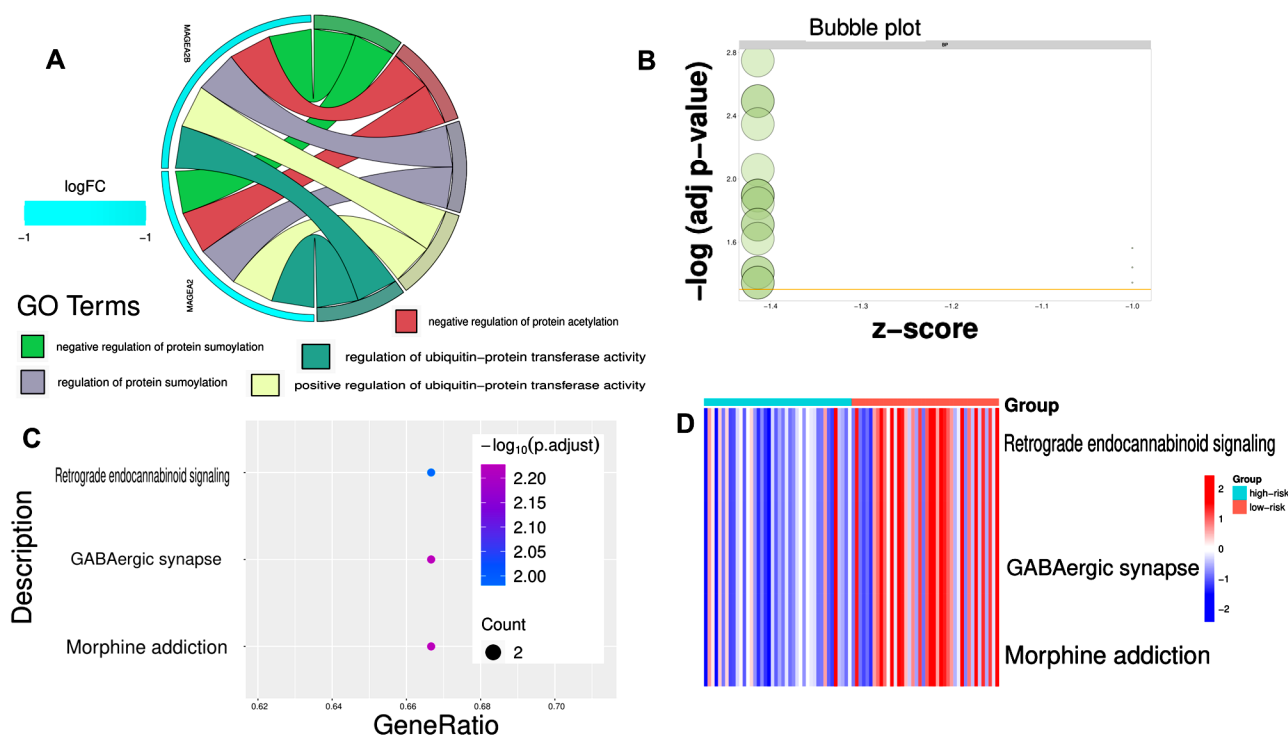 A
MAGEA2B
MAGEA2
logFC
−1
−1
GO Terms
negative regulation of protein acetylation
negative regulation of protein sumoylation
regulation of ubiquitin−protein transferase activity
regulation of protein sumoylation
positive regulation of ubiquitin−protein transferase activity
B
Bubble plot
BP
−log (adj p−value)
2.8
2.4
2.0
1.6
−1.4
−1.3
−1.2
−1.1
−1.0
z−score
C
Description
Retrograde endocannabinoid signaling
GABAergic synapse
Morphine addiction
−log10(p.adjust)
2.20
2.15
2.10
2.05
2.00
Count
2
0.62
0.64
0.66
0.68
0.70
GeneRatio
D
Group
Retrograde endocannabinoid signaling
GABAergic synapse
Morphine addiction
2
1
0
−1
−2
Group
high−risk
low−risk